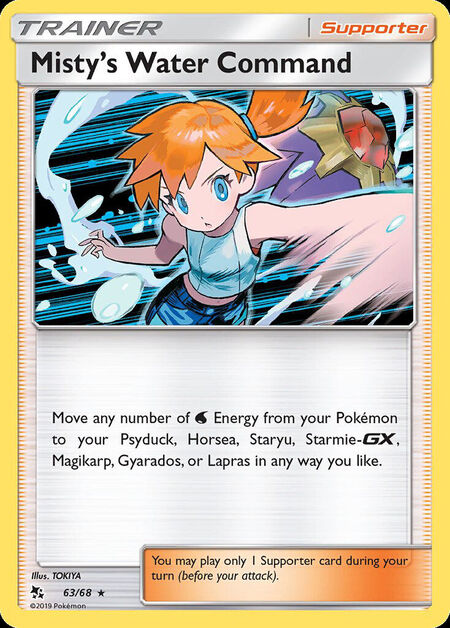 TRAINER
Supporter
Misty's Water Command
Move any number of Energy from your Pokémon
to your Psyduck, Horsea, Staryu, Starmie-GX,
Magikarp, Gyarados, or Lapras in any way you like.
You may play only 1 Supporter card during your
turn (before your attack).
Illus. TOKIYA
63/68 ★
©2019 Pokémon